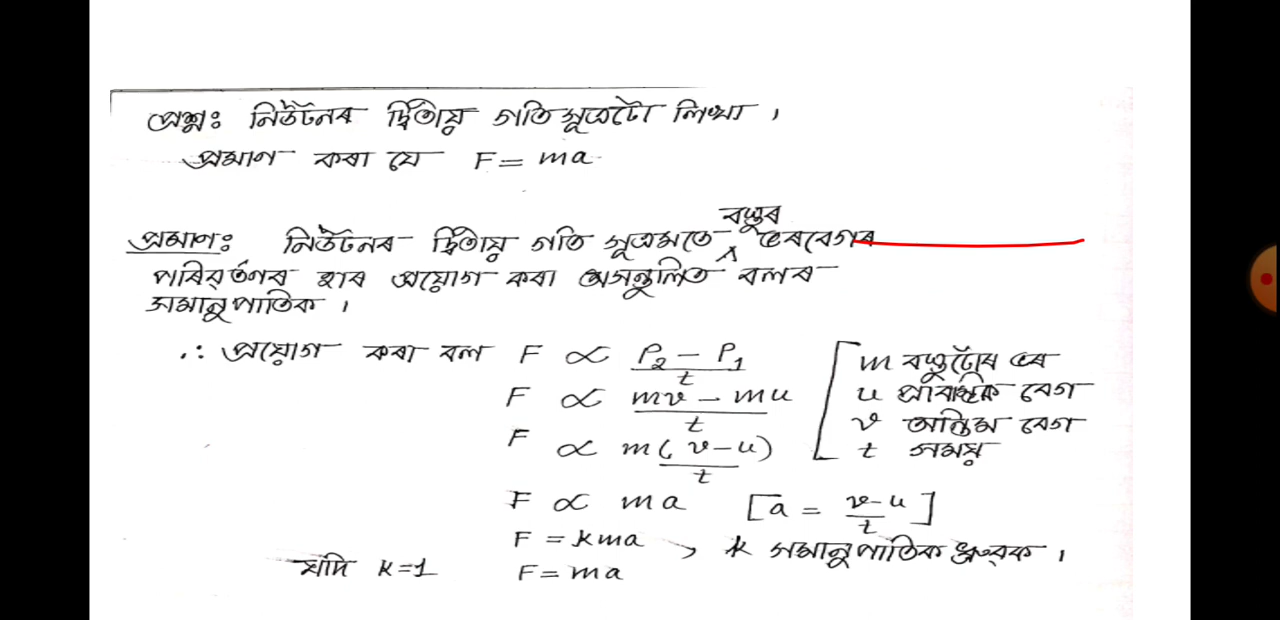 প্ৰশ্নঃ নিউটনৰ দ্বিতীয় গতি সূত্ৰটো লিখা ।
প্ৰমাণ কৰা যে F = ma
প্ৰমাণঃ নিউটনৰ দ্বিতীয় গতি সূত্ৰমতে বস্তুৰ ভৰবেগৰ
পৰিৱৰ্তণৰ হাৰ প্ৰয়োগ কৰা অসন্তুলিত বলৰ
সমানুপাতিক ।
∴ প্ৰয়োগ কৰা বল F ∝ P₂ - P₁ / t
F ∝ mv - mu / t
F ∝ m(v-u) / t
[ m বস্তুটোৰ ভৰ
u প্ৰাৰম্ভিক বেগ
v অন্তিম বেগ
t সময়
F ∝ ma [a = v-u / t]
F = kma , k সমানুপাতিক ধ্ৰুৱক ।
যদি K=1 F = ma